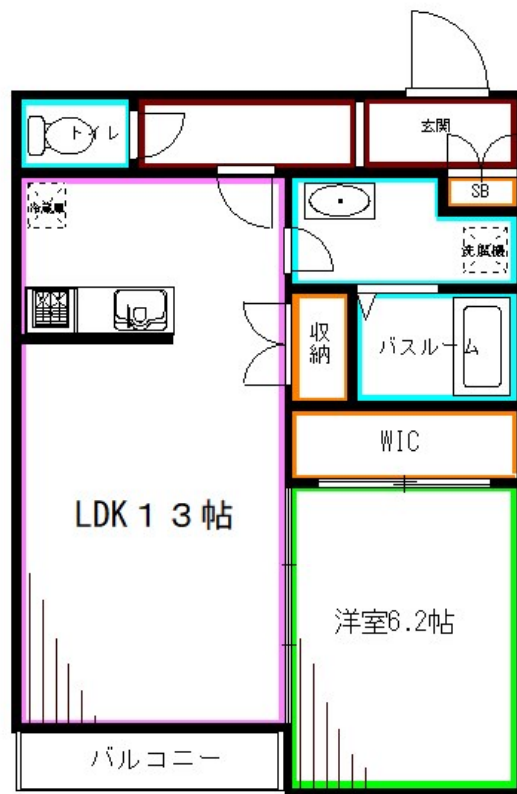 トイレ
玄関
SB
冷蔵庫
洗濯機
収納
バスルーム
WIC
LDK13帖
洋室6.2帖
バルコニー